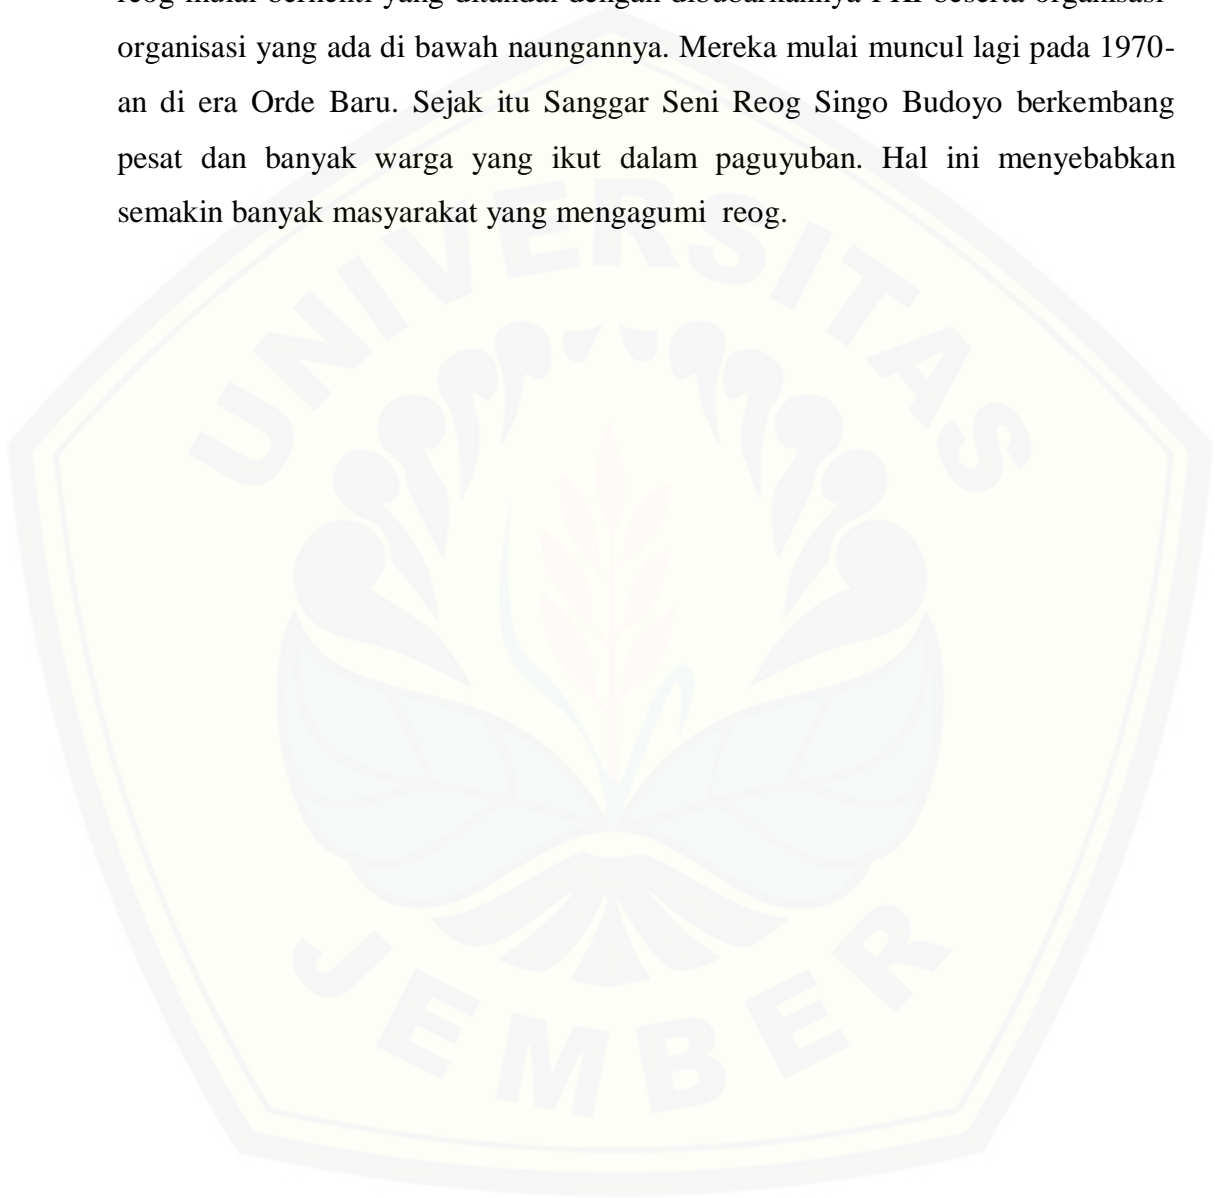 reog mulai berhenti yang ditandai dengan dibubarkannya PKI beserta organisasi-
organisasi yang ada di bawah naungannya. Mereka mulai muncul lagi pada 1970-
an di era Orde Baru. Sejak itu Sanggar Seni Reog Singo Budoyo berkembang
pesat dan banyak warga yang ikut dalam paguyuban. Hal ini menyebabkan
semakin banyak masyarakat yang mengagumi reog.
UNIVERSITAS
JEMBER